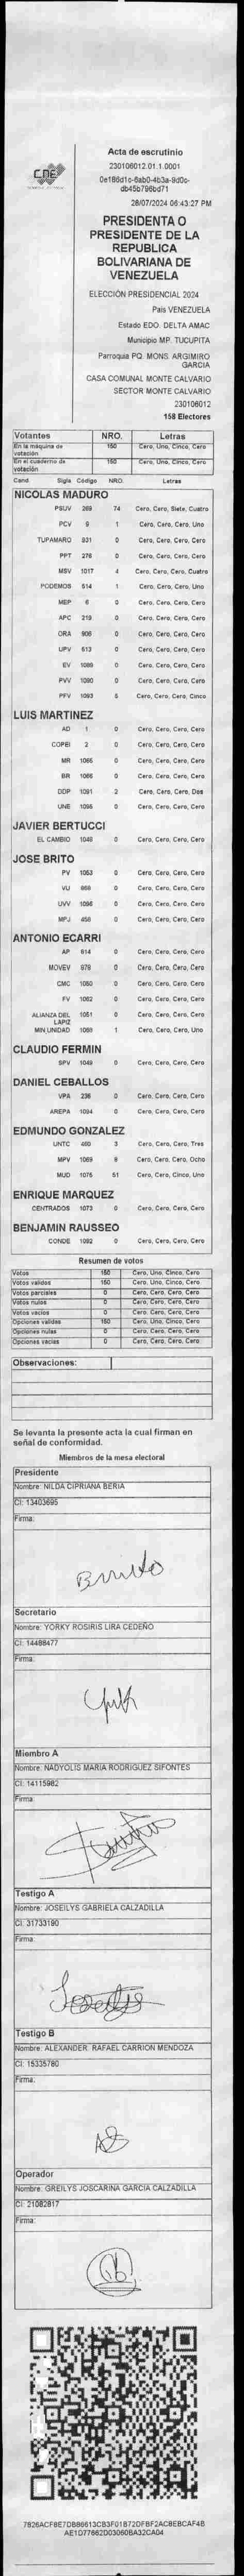 CNE
Acta de escrutinio
230106012.01.1.0001
0e186d1c-6ab0-4b3a-9d0c-
db45b796bd71
28/07/2024 06:43:27 PM
PRESIDENTA O
PRESIDENTE DE LA
REPUBLICA
BOLIVARIANA DE
VENEZUELA
ELECCIÓN PRESIDENCIAL 2024
País VENEZUELA
Estado EDO. DELTA AMAC
Municipio MP. TUCUPITA
Parroquia PQ. MONS. ARGIMIRO
GARCIA
CASA COMUNAL MONTE CALVARIO
SECTOR MONTE CALVARIO
230106012
158 Electores
Votantes NRO. Letras
En la máquina de votación 150 Cero, Uno, Cinco, Cero
En el cuaderno de votación 150 Cero, Uno, Cinco, Cero
Cand. Sigla Código NRO. Letras
NICOLAS MADURO
PSUV 269 74 Cero, Cero, Siete, Cuatro
PCV 9 1 Cero, Cero, Cero, Uno
TUPAMARO 931 0 Cero, Cero, Cero, Cero
PPT 276 0 Cero, Cero, Cero, Cero
MSV 1017 4 Cero, Cero, Cero, Cuatro
PODEMOS 514 1 Cero, Cero, Cero, Uno
MEP 6 0 Cero, Cero, Cero, Cero
APC 219 0 Cero, Cero, Cero, Cero
ORA 906 0 Cero, Cero, Cero, Cero
UPV 613 0 Cero, Cero, Cero, Cero
EV 1089 0 Cero, Cero, Cero, Cero
PVV 1090 0 Cero, Cero, Cero, Cero
PFV 1093 5 Cero, Cero, Cero, Cinco
LUIS MARTINEZ
AD 1 0 Cero, Cero, Cero, Cero
COPEI 2 0 Cero, Cero, Cero, Cero
MR 1065 0 Cero, Cero, Cero, Cero
BR 1066 0 Cero, Cero, Cero, Cero
DDP 1091 2 Cero, Cero, Cero, Dos
UNE 1095 0 Cero, Cero, Cero, Cero
JAVIER BERTUCCI
EL CAMBIO 1048 0 Cero, Cero, Cero, Cero
JOSE BRITO
PV 1053 0 Cero, Cero, Cero, Cero
VU 968 0 Cero, Cero, Cero, Cero
UVV 1096 0 Cero, Cero, Cero, Cero
MPJ 458 0 Cero, Cero, Cero, Cero
ANTONIO ECARRI
AP 814 0 Cero, Cero, Cero, Cero
MOVEV 979 0 Cero, Cero, Cero, Cero
CMC 1050 0 Cero, Cero, Cero, Cero
FV 1062 0 Cero, Cero, Cero, Cero
ALIANZA DEL LAPIZ 1051 0 Cero, Cero, Cero, Cero
MIN UNIDAD 1068 1 Cero, Cero, Cero, Uno
CLAUDIO FERMIN
SPV 1049 0 Cero, Cero, Cero, Cero
DANIEL CEBALLOS
VPA 236 0 Cero, Cero, Cero, Cero
AREPA 1094 0 Cero, Cero, Cero, Cero
EDMUNDO GONZALEZ
UNTC 460 3 Cero, Cero, Cero, Tres
MPV 1069 8 Cero, Cero, Cero, Ocho
MUD 1075 51 Cero, Cero, Cinco, Uno
ENRIQUE MARQUEZ
CENTRADOS 1073 0 Cero, Cero, Cero, Cero
BENJAMIN RAUSSEO
CONDE 1092 0 Cero, Cero, Cero, Cero
Resumen de votos
Votos 150 Cero, Uno, Cinco, Cero
Votos validos 150 Cero, Uno, Cinco, Cero
Votos parciales 0 Cero, Cero, Cero, Cero
Votos nulos 0 Cero, Cero, Cero, Cero
Votos vacíos 0 Cero, Cero, Cero, Cero
Opciones validas 150 Cero, Uno, Cinco, Cero
Opciones nulas 0 Cero, Cero, Cero, Cero
Opciones vacías 0 Cero, Cero, Cero, Cero
Observaciones:
Se levanta la presente acta la cual firman en
señal de conformidad.
Miembros de la mesa electoral
Presidente
Nombre: NILDA CIPRIANA BERIA
CI: 13403695
Firma:
Secretario
Nombre: YORKY ROSIRIS LIRA CEDEÑO
CI: 14488477
Firma:
Miembro A
Nombre: NADYOLIS MARIA RODRIGUEZ SIFONTES
CI: 14115982
Firma:
Testigo A
Nombre: JOSEILYS GABRIELA CALZADILLA
CI: 31733190
Firma:
Testigo B
Nombre: ALEXANDER RAFAEL CARRION MENDOZA
CI: 15335780
Firma:
Operador
Nombre: GREILYS JOSCARINA GARCIA CALZADILLA
CI: 21082817
Firma:
7826ACF8E7DB86613CB3F01B72DFBF2AC8EBCAF4B
AE1D77662D03060BA32CA04